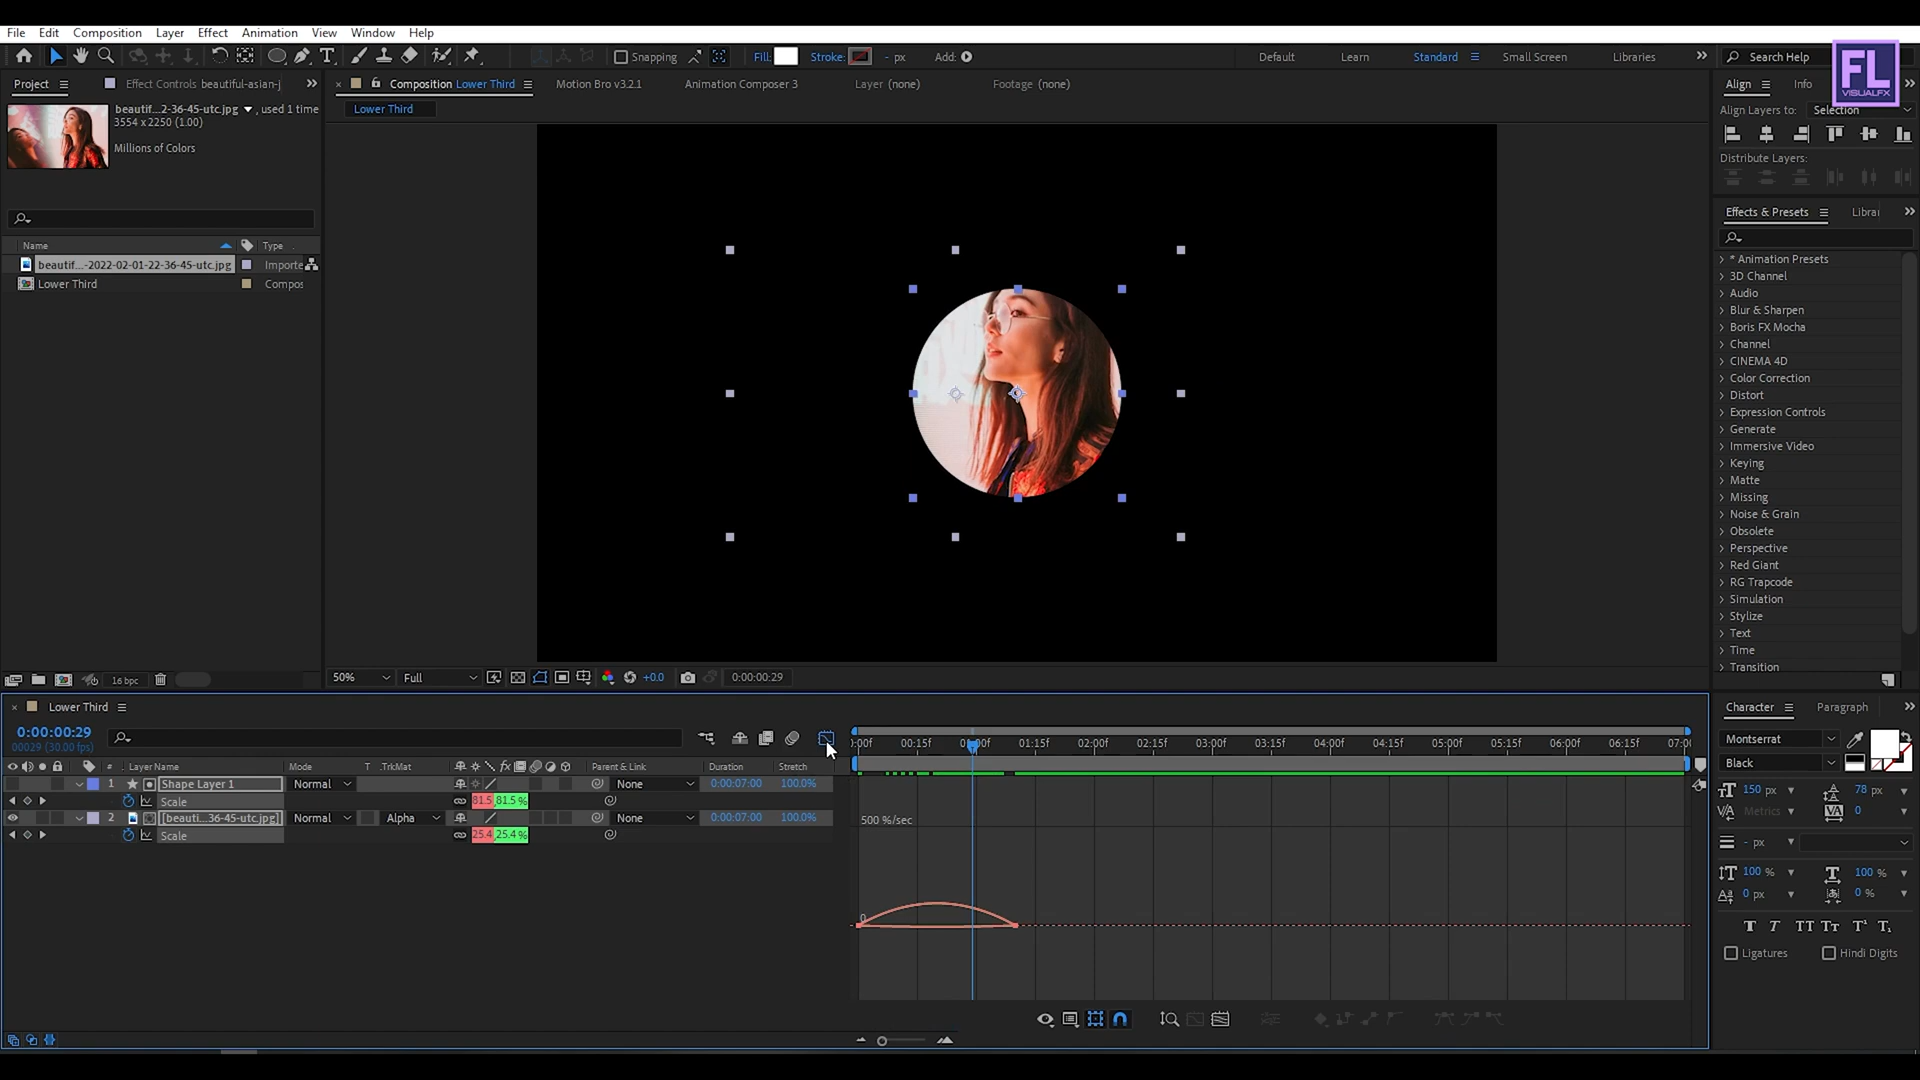 File Edit Composition Layer Effect Animation View Window Help
Snapping Fill: Stroke: - px Add: Default Learn Standard Small Screen Libraries Search Help
FL
VISUALFX
Project Effect Controls beautiful-asian-j Composition Lower Third Motion Bro v3.2.1 Animation Composer 3 Layer (none) Footage (none) Align Info
beautif...2-36-45-utc.jpg , used 1 time
3554 x 2250 (1.00)
Millions of Colors
Lower Third
Align Layers to: Selection
Distribute Layers:
Name Type
beautif...-2022-02-01-22-36-45-utc.jpg Importe
Lower Third Compos
Effects & Presets Librai
* Animation Presets
3D Channel
Audio
Blur & Sharpen
Boris FX Mocha
Channel
CINEMA 4D
Color Correction
Distort
Expression Controls
Generate
Immersive Video
Keying
Matte
Missing
Noise & Grain
Obsolete
Perspective
Red Giant
RG Trapcode
Simulation
Stylize
Text
Time
Transition
16 bpc
50% Full +0.0 0:00:00:29
Lower Third
0:00:00:29
00029 (30.00 fps)
# Layer Name Mode T .TrkMat fx Parent & Link Duration Stretch
1 Shape Layer 1 Normal None 0:00:07:00 100.0%
Scale 81.5, 81.5 %
2 [beauti...36-45-utc.jpg] Normal Alpha None 0:00:07:00 100.0%
Scale 25.4, 25.4 %
:00f 00:15f 01:00f 01:15f 02:00f 02:15f 03:00f 03:15f 04:00f 04:15f 05:00f 05:15f 06:00f 06:15f 07:0
500 %/sec
0
Character Paragraph
Montserrat
Black
150 px 78 px
Metrics 0
- px
100 % 100 %
0 px 0 %
T T TT Tt T¹ T₁
Ligatures Hindi Digits